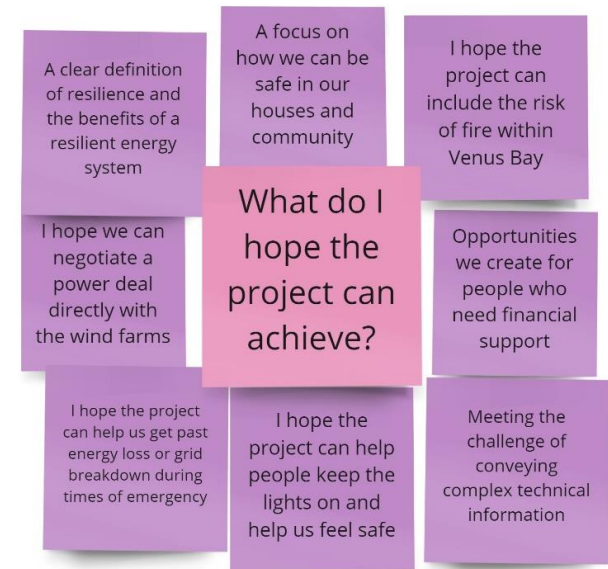 A clear definition
of resilience and
the benefits of a
resilient energy
system
A focus on
how we can be
safe in our
houses and
community
I hope the
project can
include the risk
of fire within
Venus Bay
I hope we can
negotiate a
power deal
directly with
the wind farms
What do I
hope the
project can
achieve?
Opportunities
we create for
people who
need financial
support
I hope the project
can help us get past
energy loss or grid
breakdown during
times of emergency
I hope the
project can help
people keep the
lights on and
help us feel safe
Meeting the
challenge of
conveying
complex technical
information